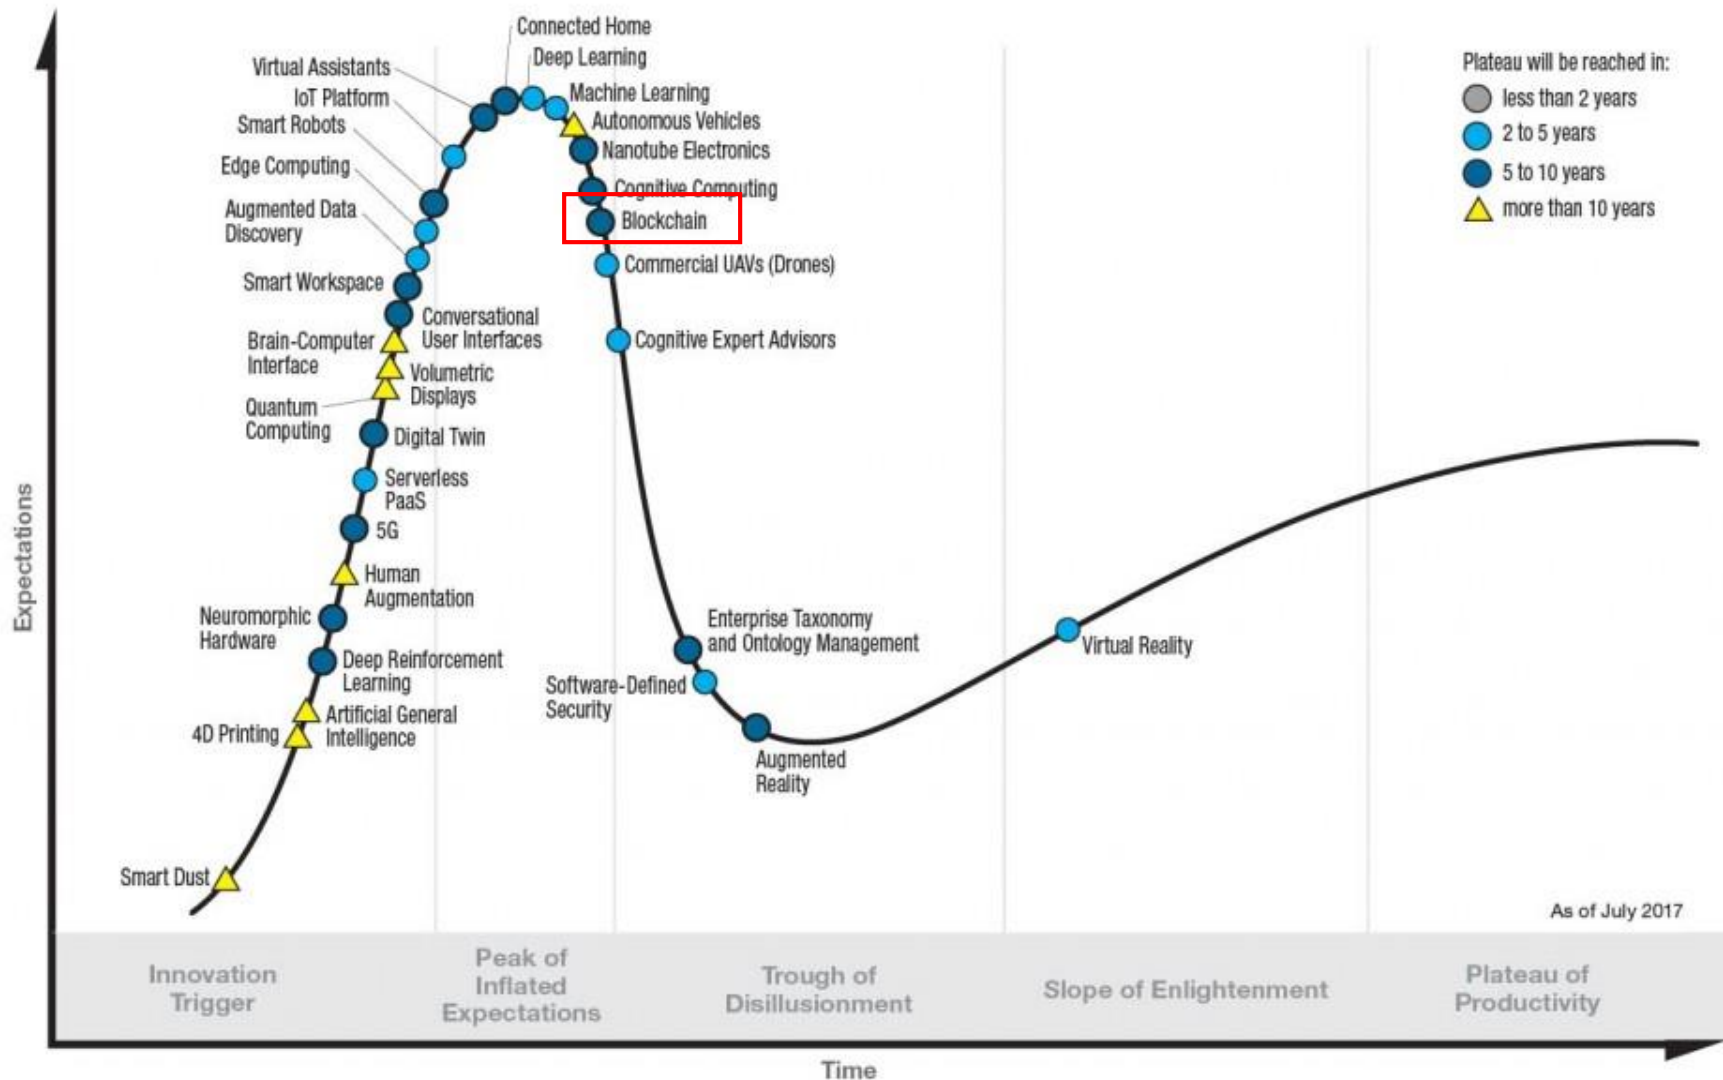 Connected Home
Deep Learning
Virtual Assistants
Machine Learning
IoT Platform
Autonomous Vehicles
Smart Robots
Nanotube Electronics
Edge Computing
Cognitive Computing
Augmented Data
Discovery
Blockchain
Commercial UAVs (Drones)
Smart Workspace
Conversational
User Interfaces
Cognitive Expert Advisors
Brain-Computer
Interface
Volumetric
Displays
Quantum
Computing
Digital Twin
Serverless
PaaS
5G
Human
Augmentation
Neuromorphic
Hardware
Deep Reinforcement
Learning
Artificial General
Intelligence
4D Printing
Smart Dust
Enterprise Taxonomy
and Ontology Management
Software-Defined
Security
Augmented
Reality
Virtual Reality
Plateau will be reached in:
less than 2 years
2 to 5 years
5 to 10 years
more than 10 years
As of July 2017
Expectations
Innovation
Trigger
Peak of
Inflated
Expectations
Trough of
Disillusionment
Slope of Enlightenment
Plateau of
Productivity
Time